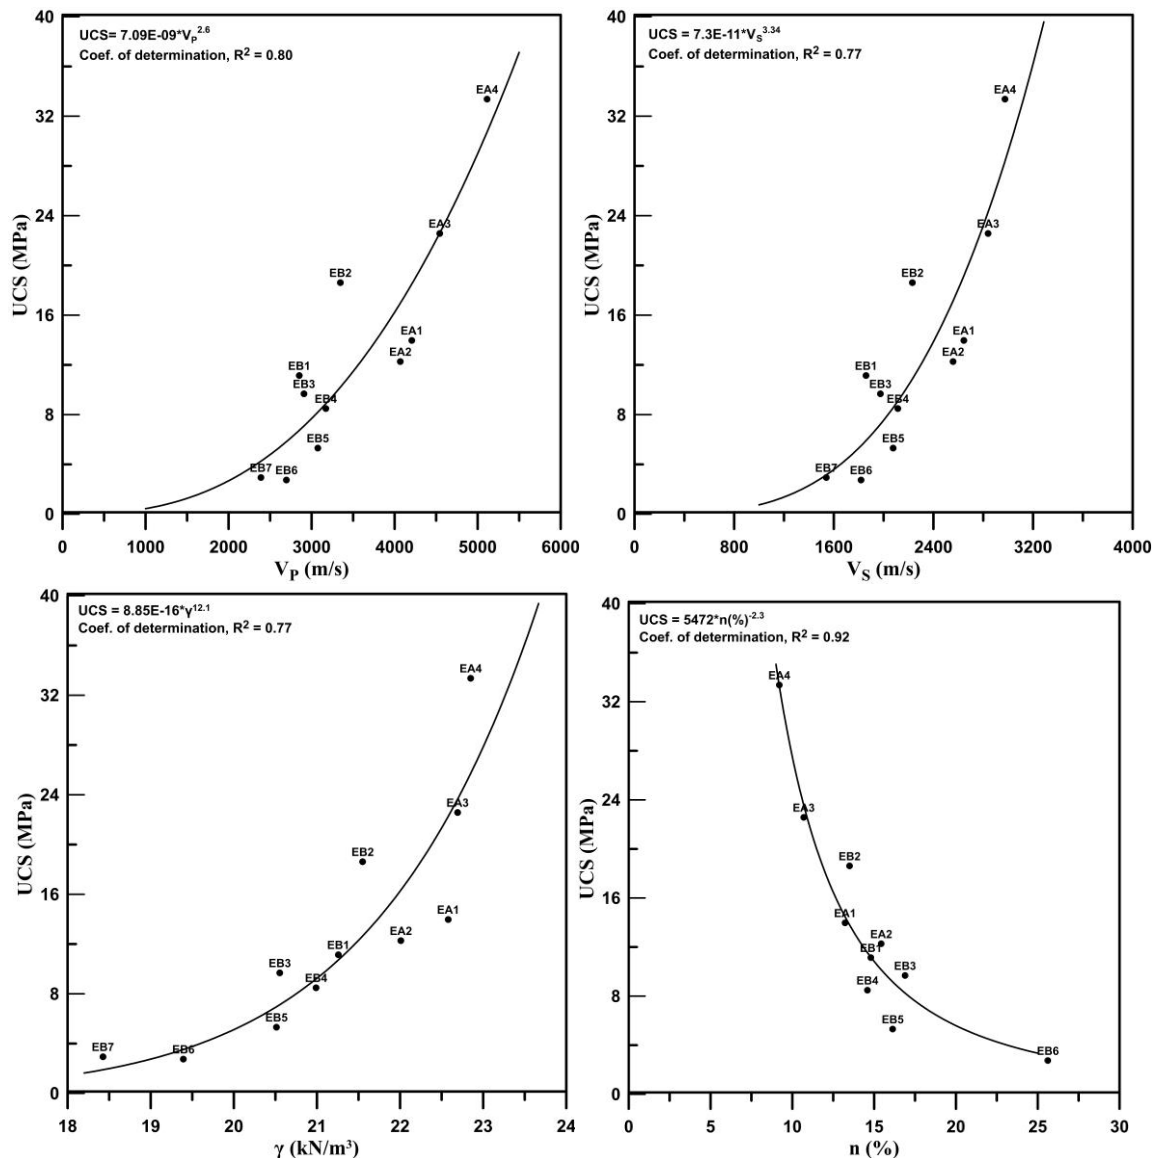 UCS= 7.09E-09*V_P^2.6
Coef. of determination, R² = 0.80
40
32
24
16
8
0
UCS (MPa)
EA4
EA3
EB2
EA1
EA2
EB1
EB3
EB4
EB5
EB7
EB6
0 1000 2000 3000 4000 5000 6000
V_P (m/s)
UCS = 7.3E-11*V_S^3.34
Coef. of determination, R² = 0.77
40
32
24
16
8
0
UCS (MPa)
EA4
EA3
EB2
EA1
EA2
EB1
EB3
EB4
EB5
EB7
EB6
0 800 1600 2400 3200 4000
V_S (m/s)
UCS = 8.85E-16*γ^12.1
Coef. of determination, R² = 0.77
40
32
24
16
8
0
UCS (MPa)
EA4
EA3
EB2
EA1
EA2
EB1
EB3
EB4
EB5
EB7
EB6
18 19 20 21 22 23 24
γ (kN/m³)
UCS = 5472*n(%)^-2.3
Coef. of determination, R² = 0.92
40
32
24
16
8
0
UCS (MPa)
EA4
EA3
EB2
EA1
EA2
EB1
EB3
EB4
EB5
EB6
0 5 10 15 20 25 30
n (%)